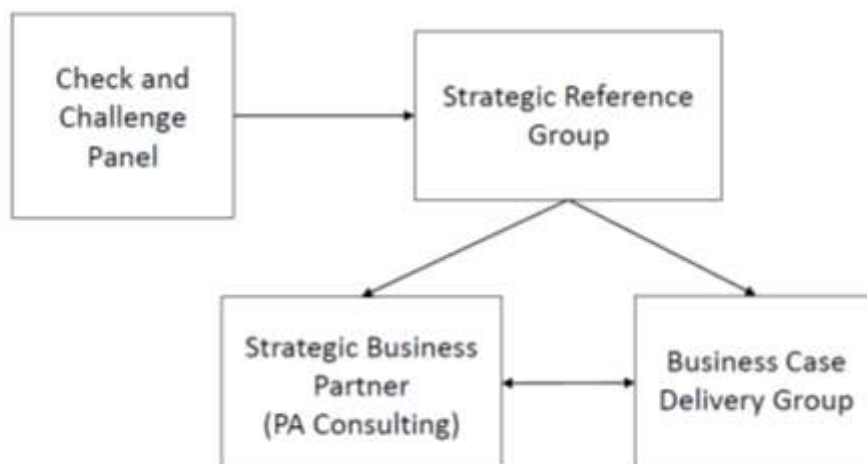 Check and
Challenge
Panel
Strategic Reference
Group
Strategic Business
Partner
(PA Consulting)
Business Case
Delivery Group